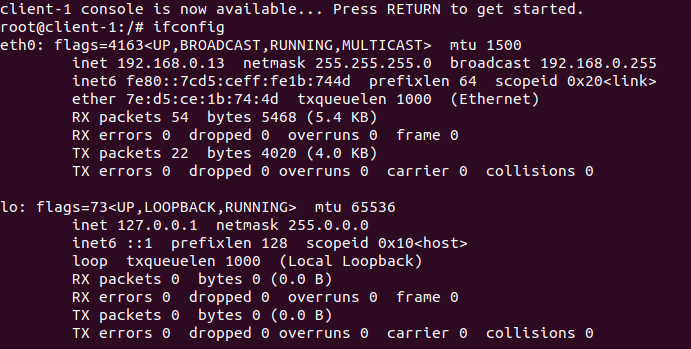 client-1 console is now available... Press RETURN to get started.
root@client-1:/# ifconfig
eth0: flags=4163<UP,BROADCAST,RUNNING,MULTICAST>  mtu 1500
        inet 192.168.0.13  netmask 255.255.255.0  broadcast 192.168.0.255
        inet6 fe80::7cd5:ceff:fe1b:744d  prefixlen 64  scopeid 0x20<link>
        ether 7e:d5:ce:1b:74:4d  txqueuelen 1000  (Ethernet)
        RX packets 54  bytes 5468 (5.4 KB)
        RX errors 0  dropped 0  overruns 0  frame 0
        TX packets 22  bytes 4020 (4.0 KB)
        TX errors 0  dropped 0 overruns 0  carrier 0  collisions 0

lo: flags=73<UP,LOOPBACK,RUNNING>  mtu 65536
        inet 127.0.0.1  netmask 255.0.0.0
        inet6 ::1  prefixlen 128  scopeid 0x10<host>
        loop  txqueuelen 1000  (Local Loopback)
        RX packets 0  bytes 0 (0.0 B)
        RX errors 0  dropped 0  overruns 0  frame 0
        TX packets 0  bytes 0 (0.0 B)
        TX errors 0  dropped 0 overruns 0  carrier 0  collisions 0